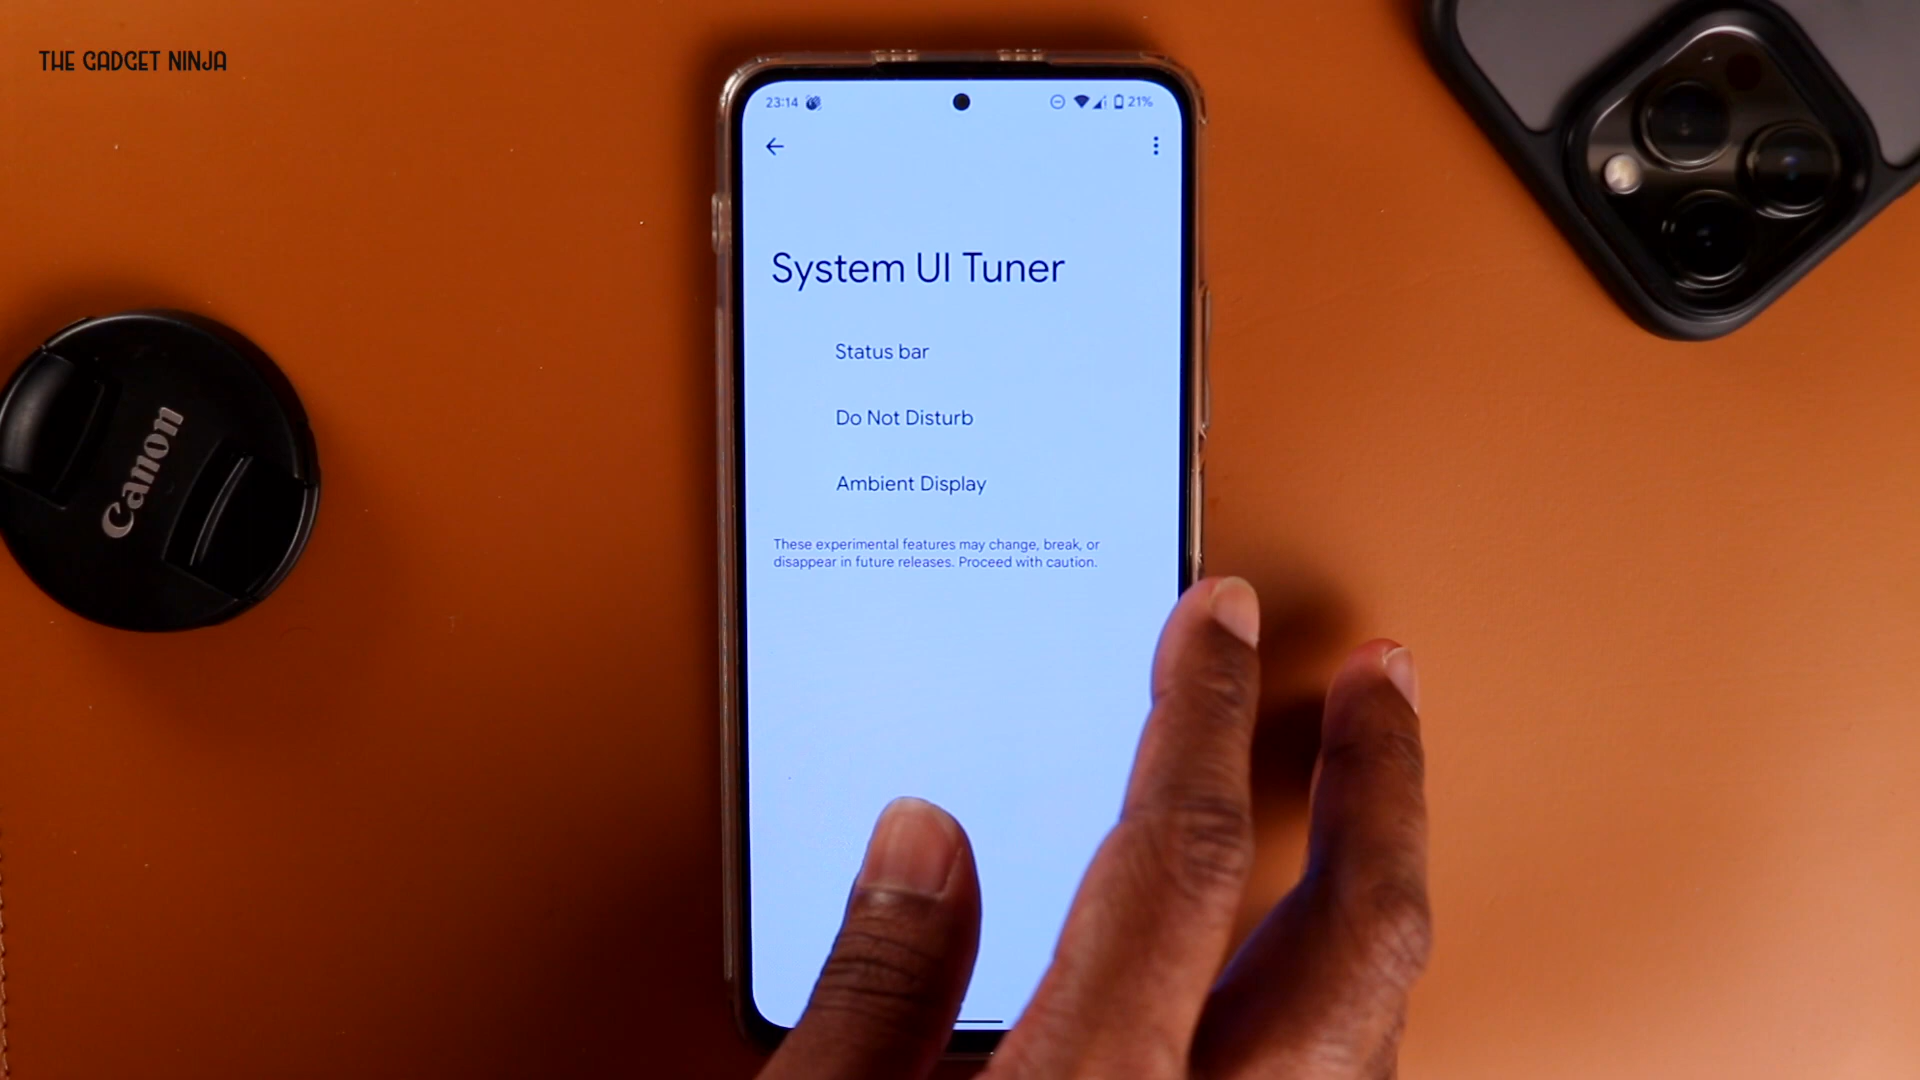 THE GADGET NINJA
23:14
21%
System UI Tuner
Status bar
Do Not Disturb
Ambient Display
These experimental features may change, break, or
disappear in future releases. Proceed with caution.
Canon